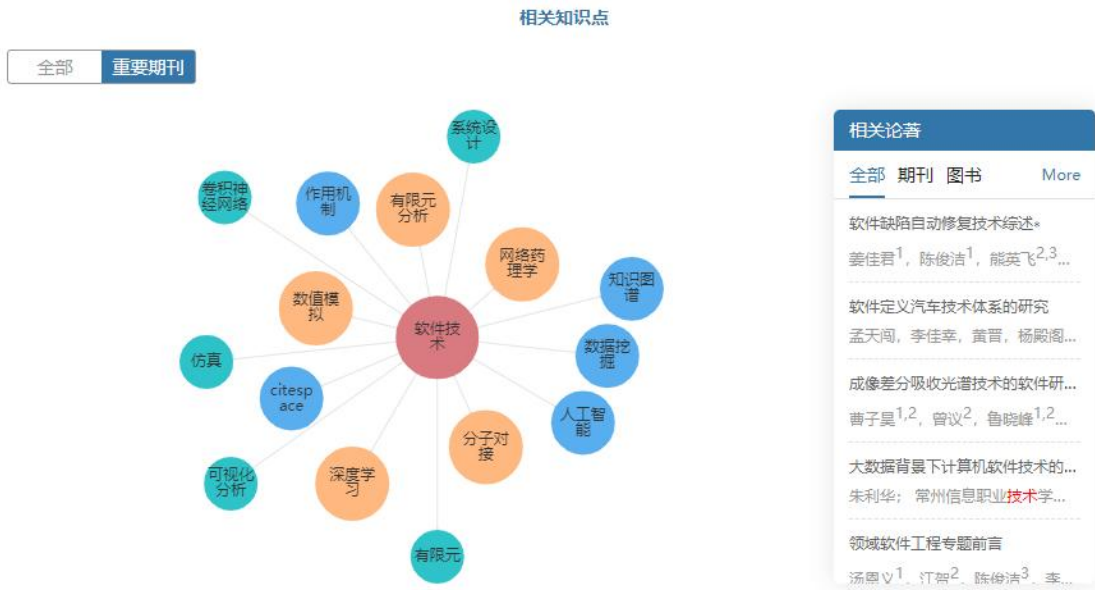 相关知识点
全部
重要期刊
系统设
计
卷积神
经网络
作用机
制
有限元
分析
网络药
理学
知识图
谱
数值模
拟
软件技
术
数据挖
掘
仿真
citesp
ace
人工智
能
分子对
接
可视化
分析
深度学
习
有限元
相关论著
全部 期刊 图书 More
软件缺陷自动修复技术综述*
姜佳君1, 陈俊洁1, 熊英飞2,3...
软件定义汽车技术体系的研究
孟天闯, 李佳幸, 黄晋, 杨殿阁...
成像差分吸收光谱技术的软件研...
曹子昊1,2, 曾议2, 鲁晓峰1,2...
大数据背景下计算机软件技术的...
朱利华; 常州信息职业技术学...
领域软件工程专题前言
汤恩义1, 江贺2, 陈俊洁3, 李...